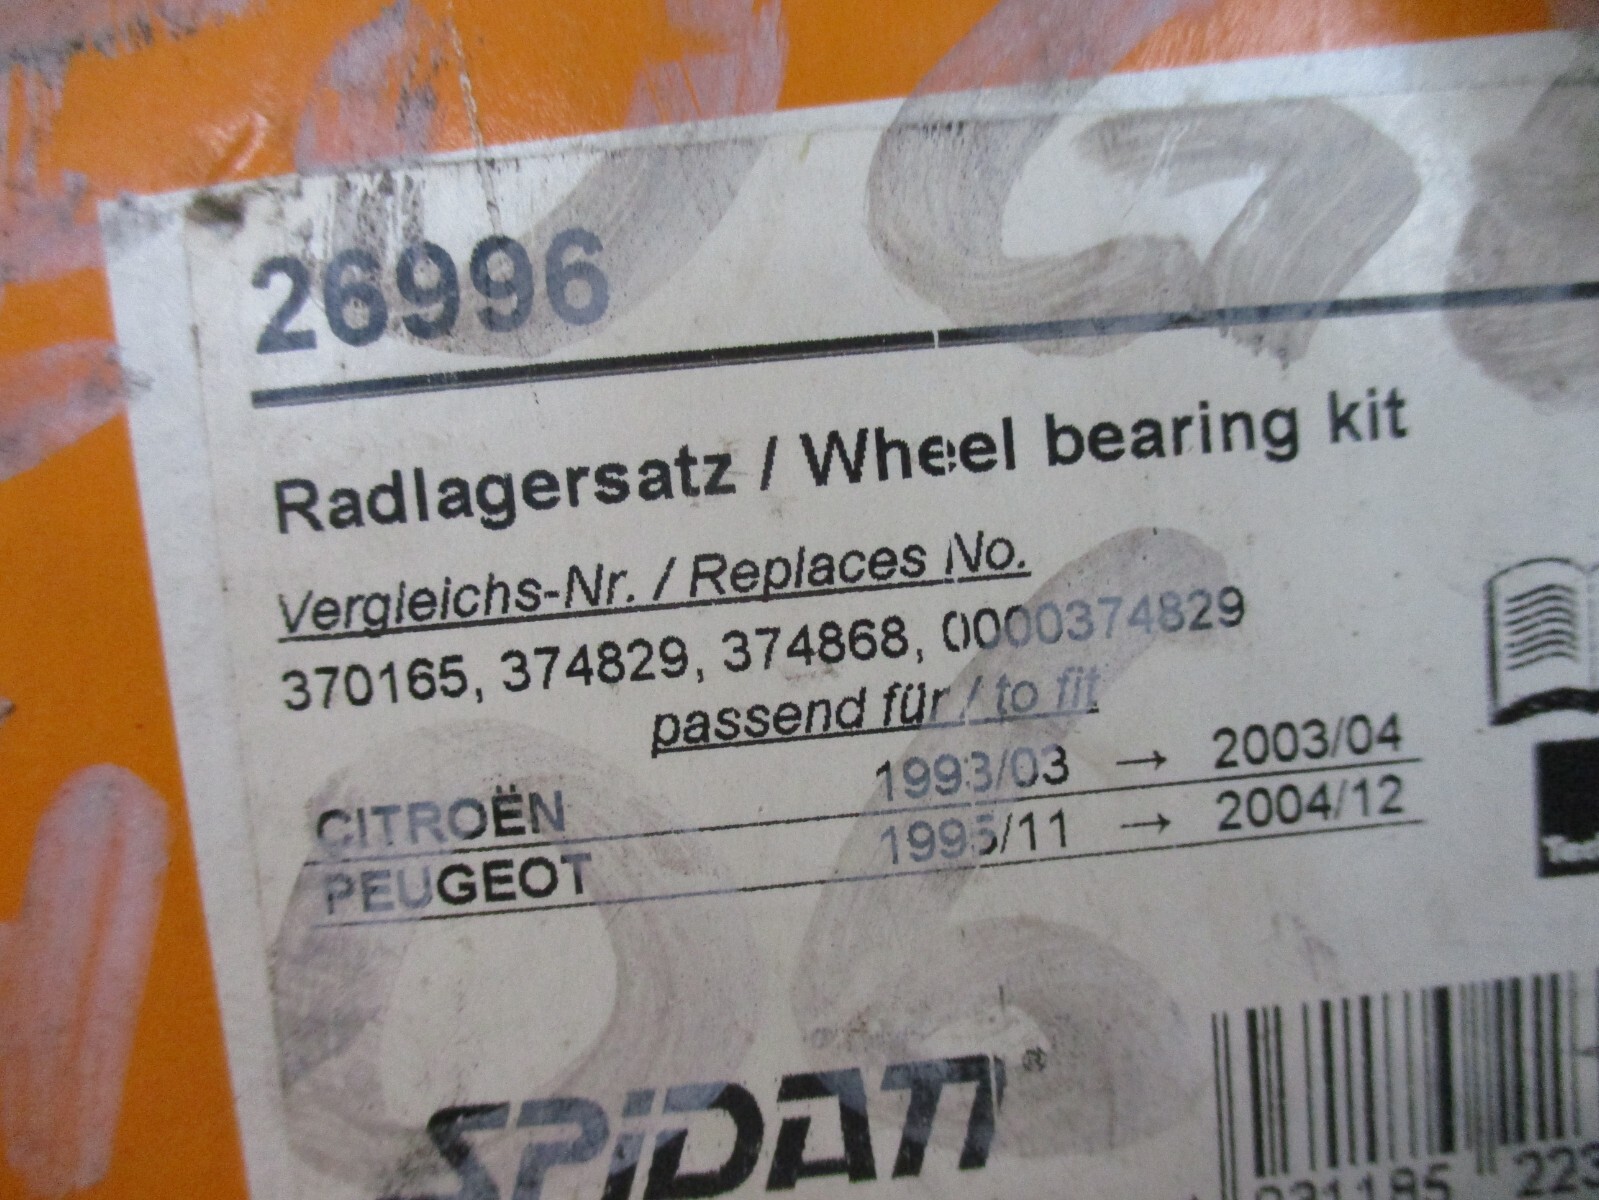 26996
Radlagersatz / Wheel bearing kit
Vergleichs-Nr. / Replaces No.
370165, 374829, 374868, 0000374829
passend für / to fit
CITROËN 1993/03 → 2003/04
PEUGEOT 1995/11 → 2004/12
SPiDAN ®